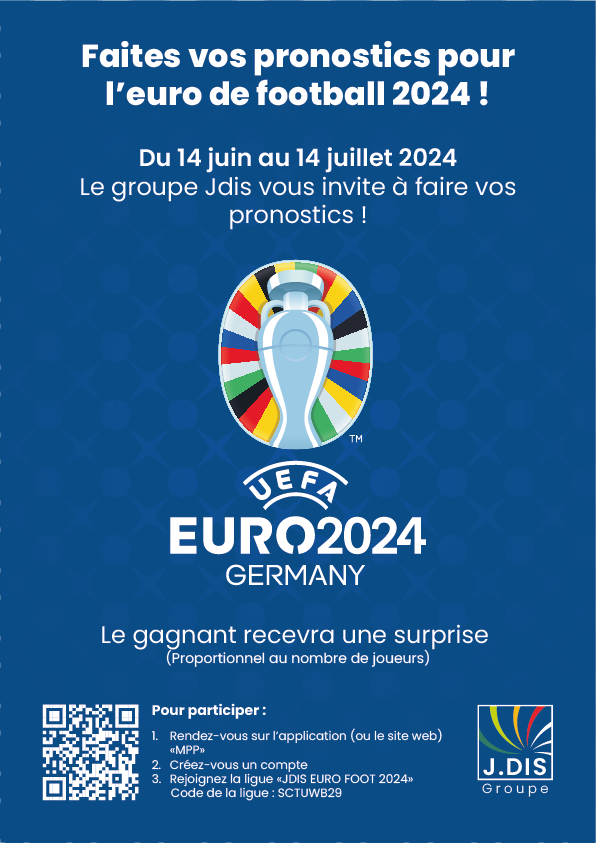 Faites vos pronostics pour
l’euro de football 2024 !
Du 14 juin au 14 juillet 2024
Le groupe Jdis vous invite à faire vos
pronostics !
TM
UEFA
EURO2024
GERMANY
Le gagnant recevra une surprise
(Proportionnel au nombre de joueurs)
Pour participer :
1. Rendez-vous sur l’application (ou le site web)
«MPP»
2. Créez-vous un compte
3. Rejoignez la ligue «JDIS EURO FOOT 2024»
Code de la ligue : SCTUWB29
J.DIS
Groupe